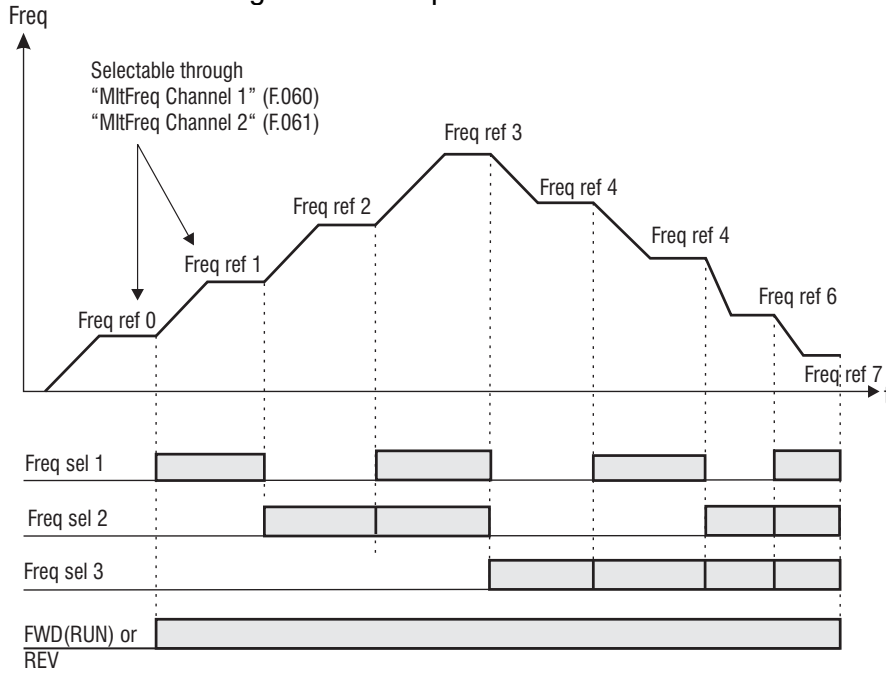 Freq
Selectable through
“MltFreq Channel 1” (F.060)
“MltFreq Channel 2“ (F.061)
Freq ref 3
Freq ref 4
Freq ref 2
Freq ref 4
Freq ref 1
Freq ref 6
Freq ref 0
Freq ref 7
t
Freq sel 1
Freq sel 2
Freq sel 3
FWD(RUN) or
REV